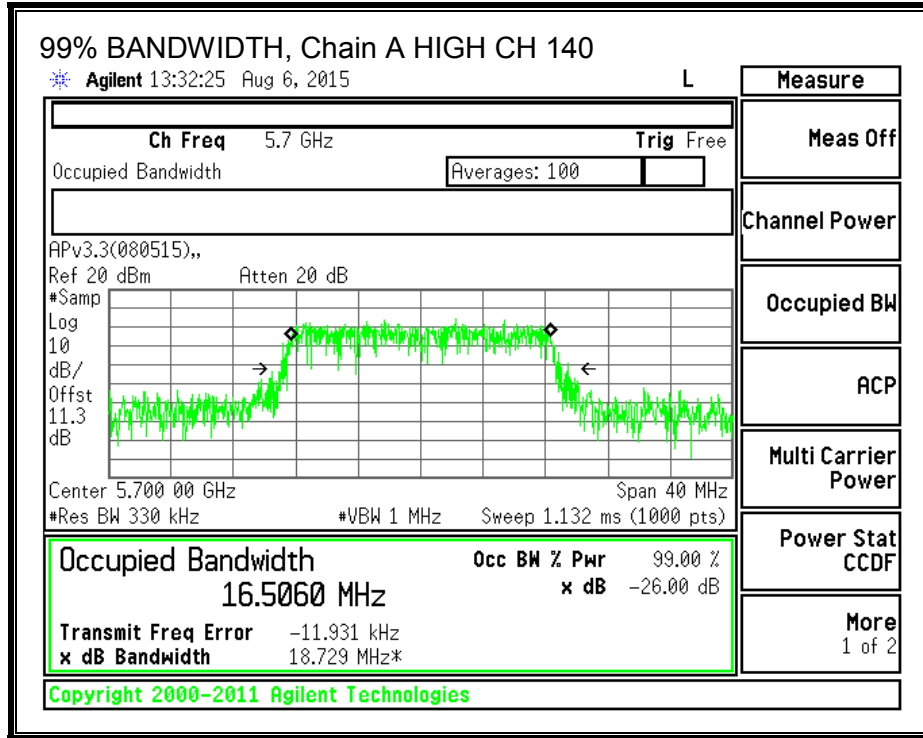 99% BANDWIDTH, Chain A HIGH CH 140
Agilent 13:32:25 Aug 6, 2015 L Measure
Ch Freq 5.7 GHz Trig Free
Meas Off
Occupied Bandwidth Averages: 100
Channel Power
APv3.3(080515),,
Ref 20 dBm Atten 20 dB
#Samp
Log
10
dB/
Offst
11.3
dB
Occupied BW
ACP
Multi Carrier
Power
Center 5.700 00 GHz Span 40 MHz
#Res BW 330 kHz #VBW 1 MHz Sweep 1.132 ms (1000 pts)
Power Stat
CCDF
Occupied Bandwidth Occ BW % Pwr 99.00 %
16.5060 MHz x dB -26.00 dB
Transmit Freq Error -11.931 kHz
x dB Bandwidth 18.729 MHz*
More
1 of 2
Copyright 2000-2011 Agilent Technologies